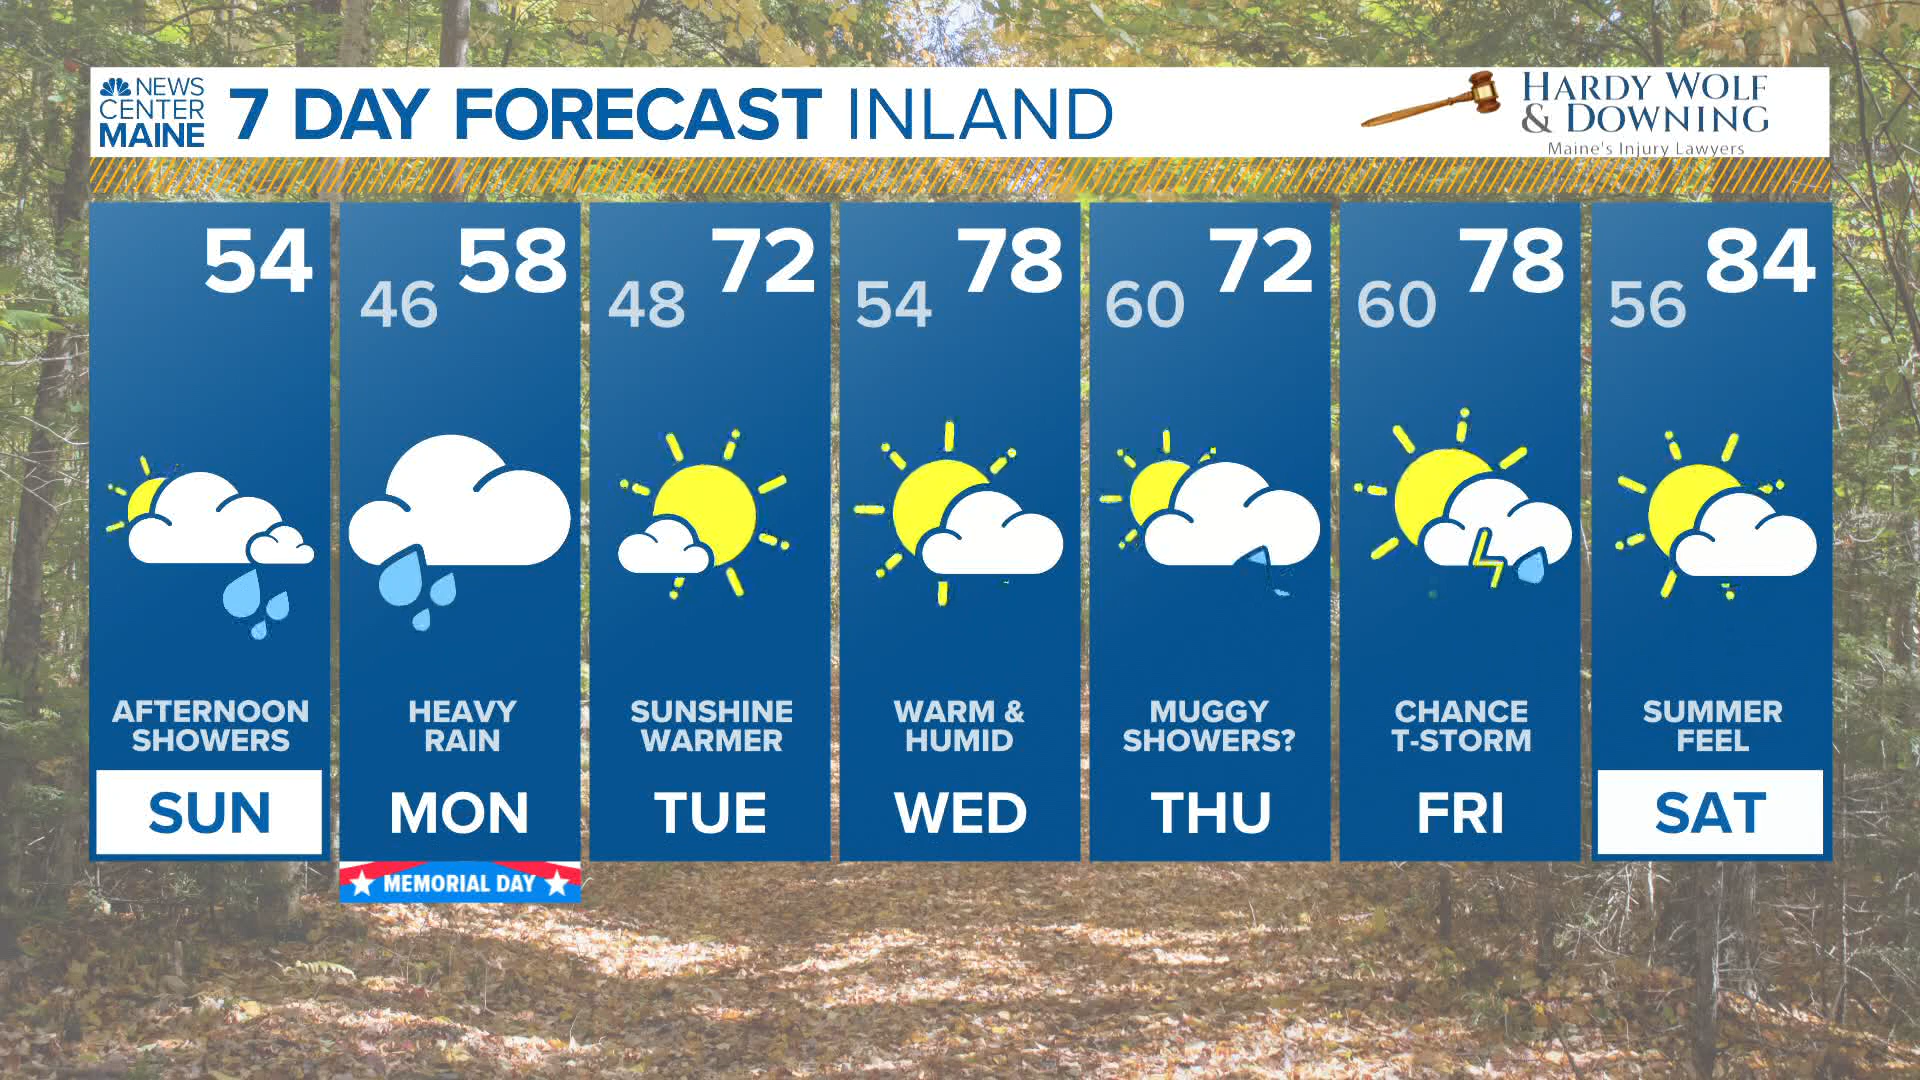 NEWS
CENTER
MAINE
7 DAY FORECAST INLAND
HARDY WOLF
& DOWNING
Maine's Injury Lawyers
54
46 58
48 72
54 78
60 72
60 78
56 84
AFTERNOON
SHOWERS
HEAVY
RAIN
SUNSHINE
WARMER
WARM &
HUMID
MUGGY
SHOWERS?
CHANCE
T-STORM
SUMMER
FEEL
SUN
MON
TUE
WED
THU
FRI
SAT
MEMORIAL DAY